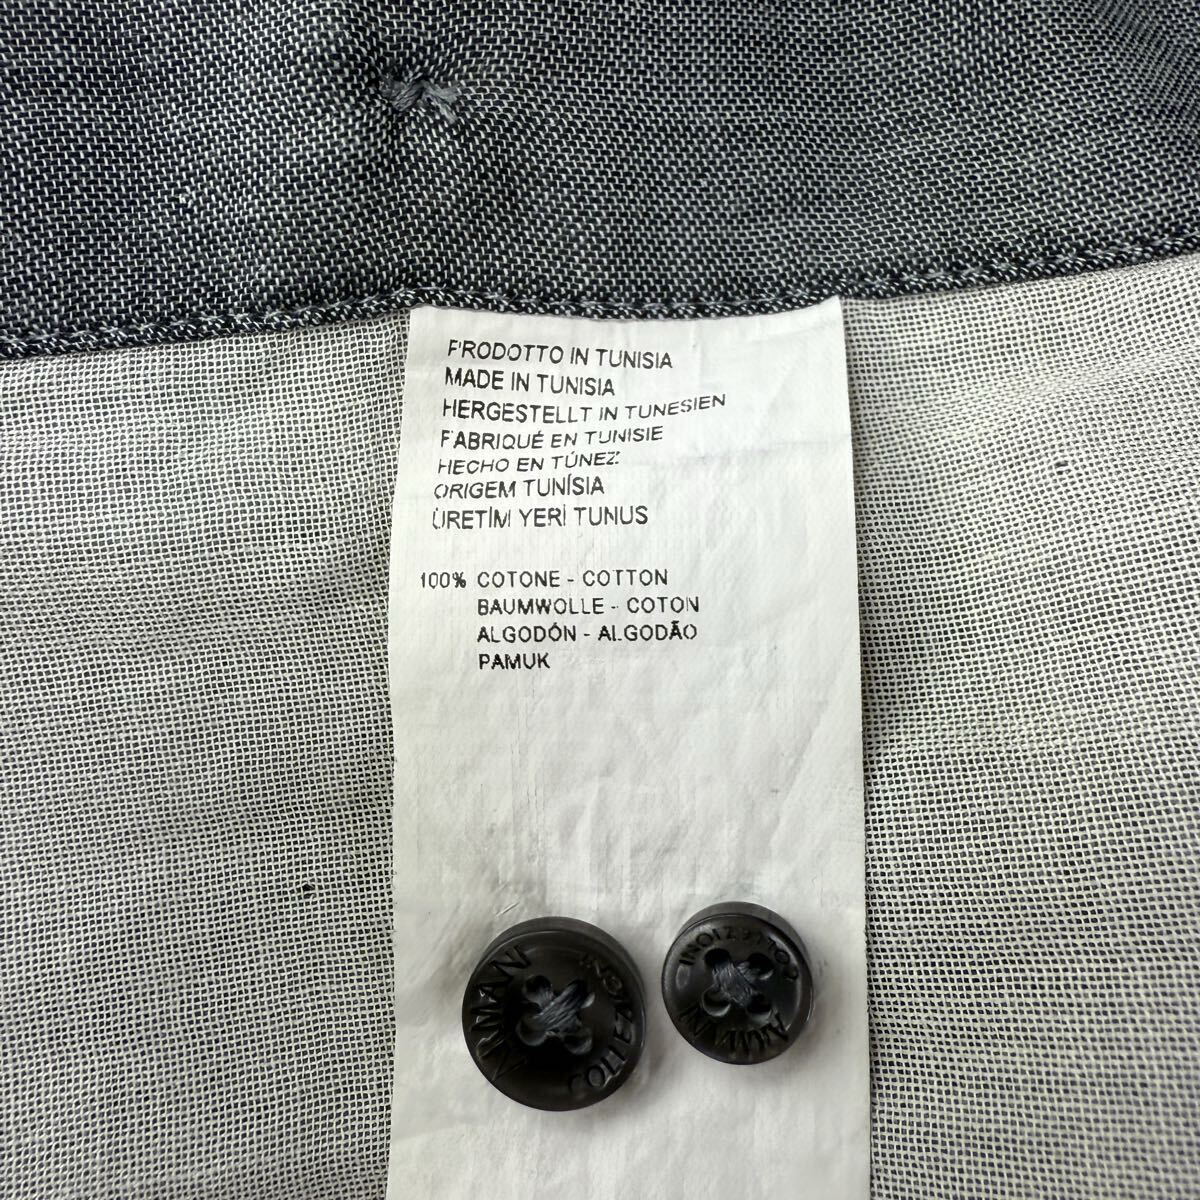 PRODOTTO IN TUNISIA
MADE IN TUNISIA
HERGESTELLT IN TUNESIEN
FABRIQUÉ EN TUNISIE
HECHO EN TÚNEZ
ORIGEM TUNÍSIA
ÜRETİM YERİ TUNUS
100% COTONE - COTTON
BAUMWOLLE - COTON
ALGODÓN - ALGODÃO
PAMUK
ARMANI
COLLEZIONI
ARMANI
COLLEZIONI